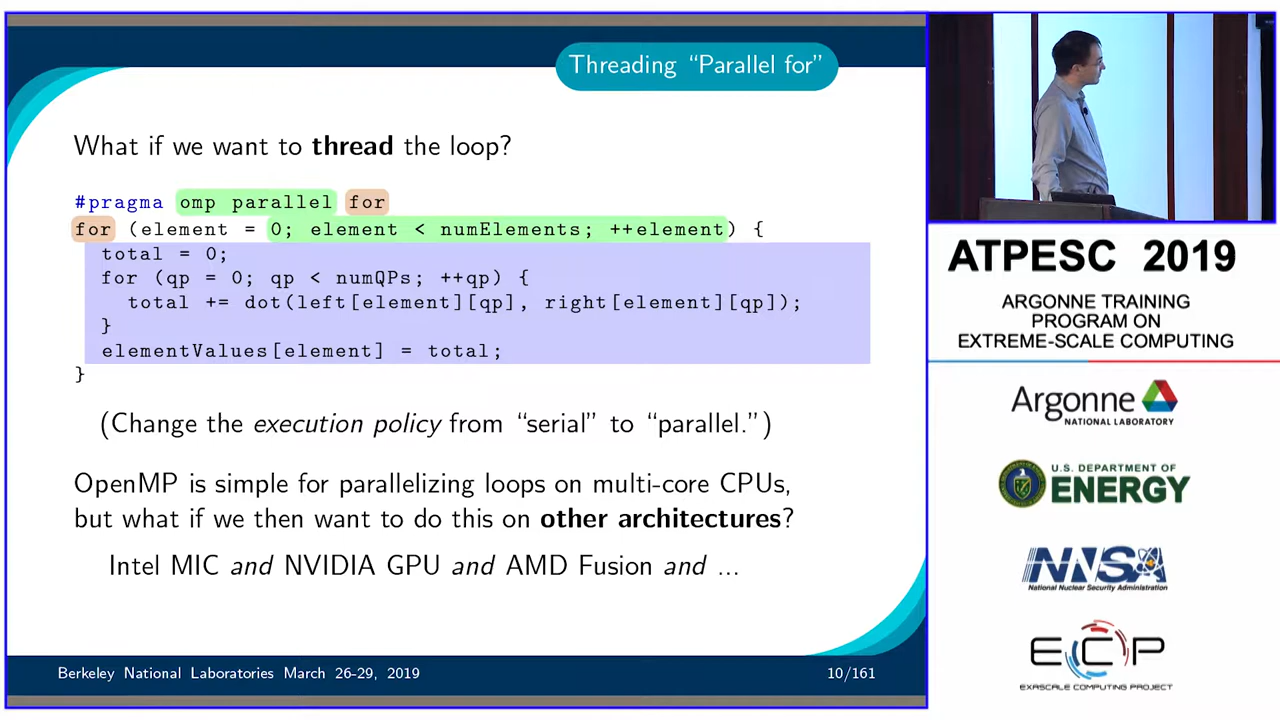 Threading “Parallel for”
What if we want to thread the loop?
#pragma omp parallel for
for (element = 0; element < numElements; ++element) {
total = 0;
for (qp = 0; qp < numQPs; ++qp) {
total += dot(left[element][qp], right[element][qp]);
}
elementValues[element] = total;
}
(Change the execution policy from “serial” to “parallel.”)
OpenMP is simple for parallelizing loops on multi-core CPUs,
but what if we then want to do this on other architectures?
Intel MIC and NVIDIA GPU and AMD Fusion and ...
Berkeley National Laboratories March 26-29, 2019
10/161
ATPESC 2019
ARGONNE TRAINING
PROGRAM ON
EXTREME-SCALE COMPUTING
Argonne
NATIONAL LABORATORY
U.S. DEPARTMENT OF
ENERGY
NNSA
National Nuclear Security Administration
ECP
EXASCALE COMPUTING PROJECT